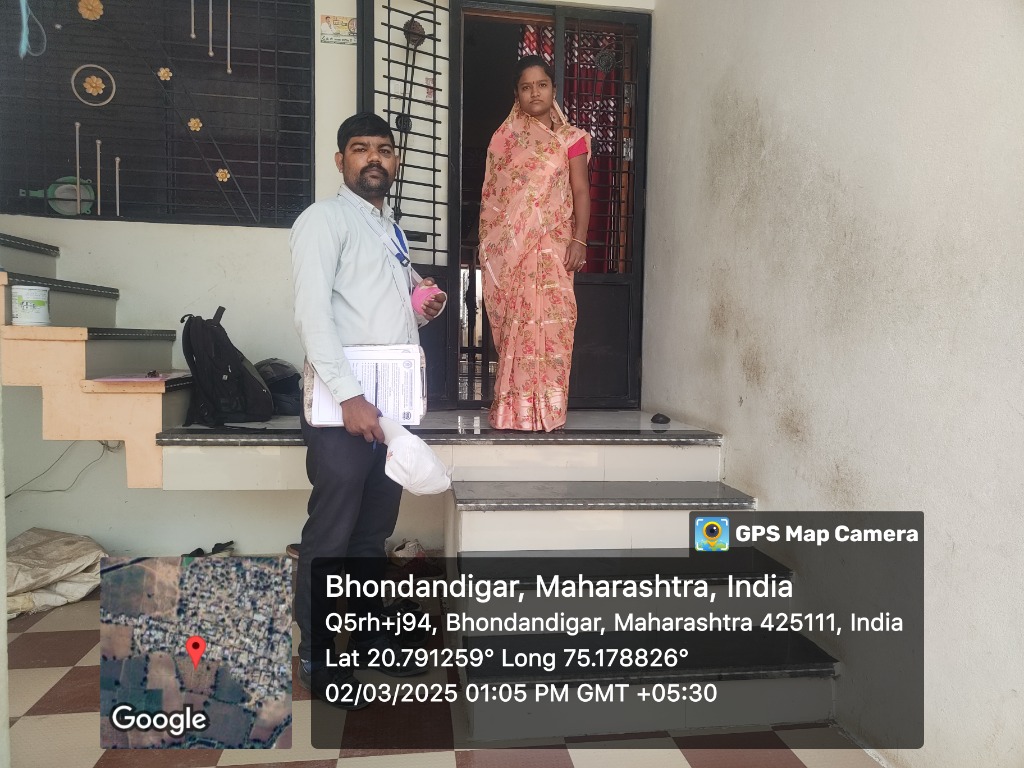 GPS Map Camera
Bhondandigar, Maharashtra, India
Q5rh+j94, Bhondandigar, Maharashtra 425111, India
Lat 20.791259° Long 75.178826°
02/03/2025 01:05 PM GMT +05:30
Google